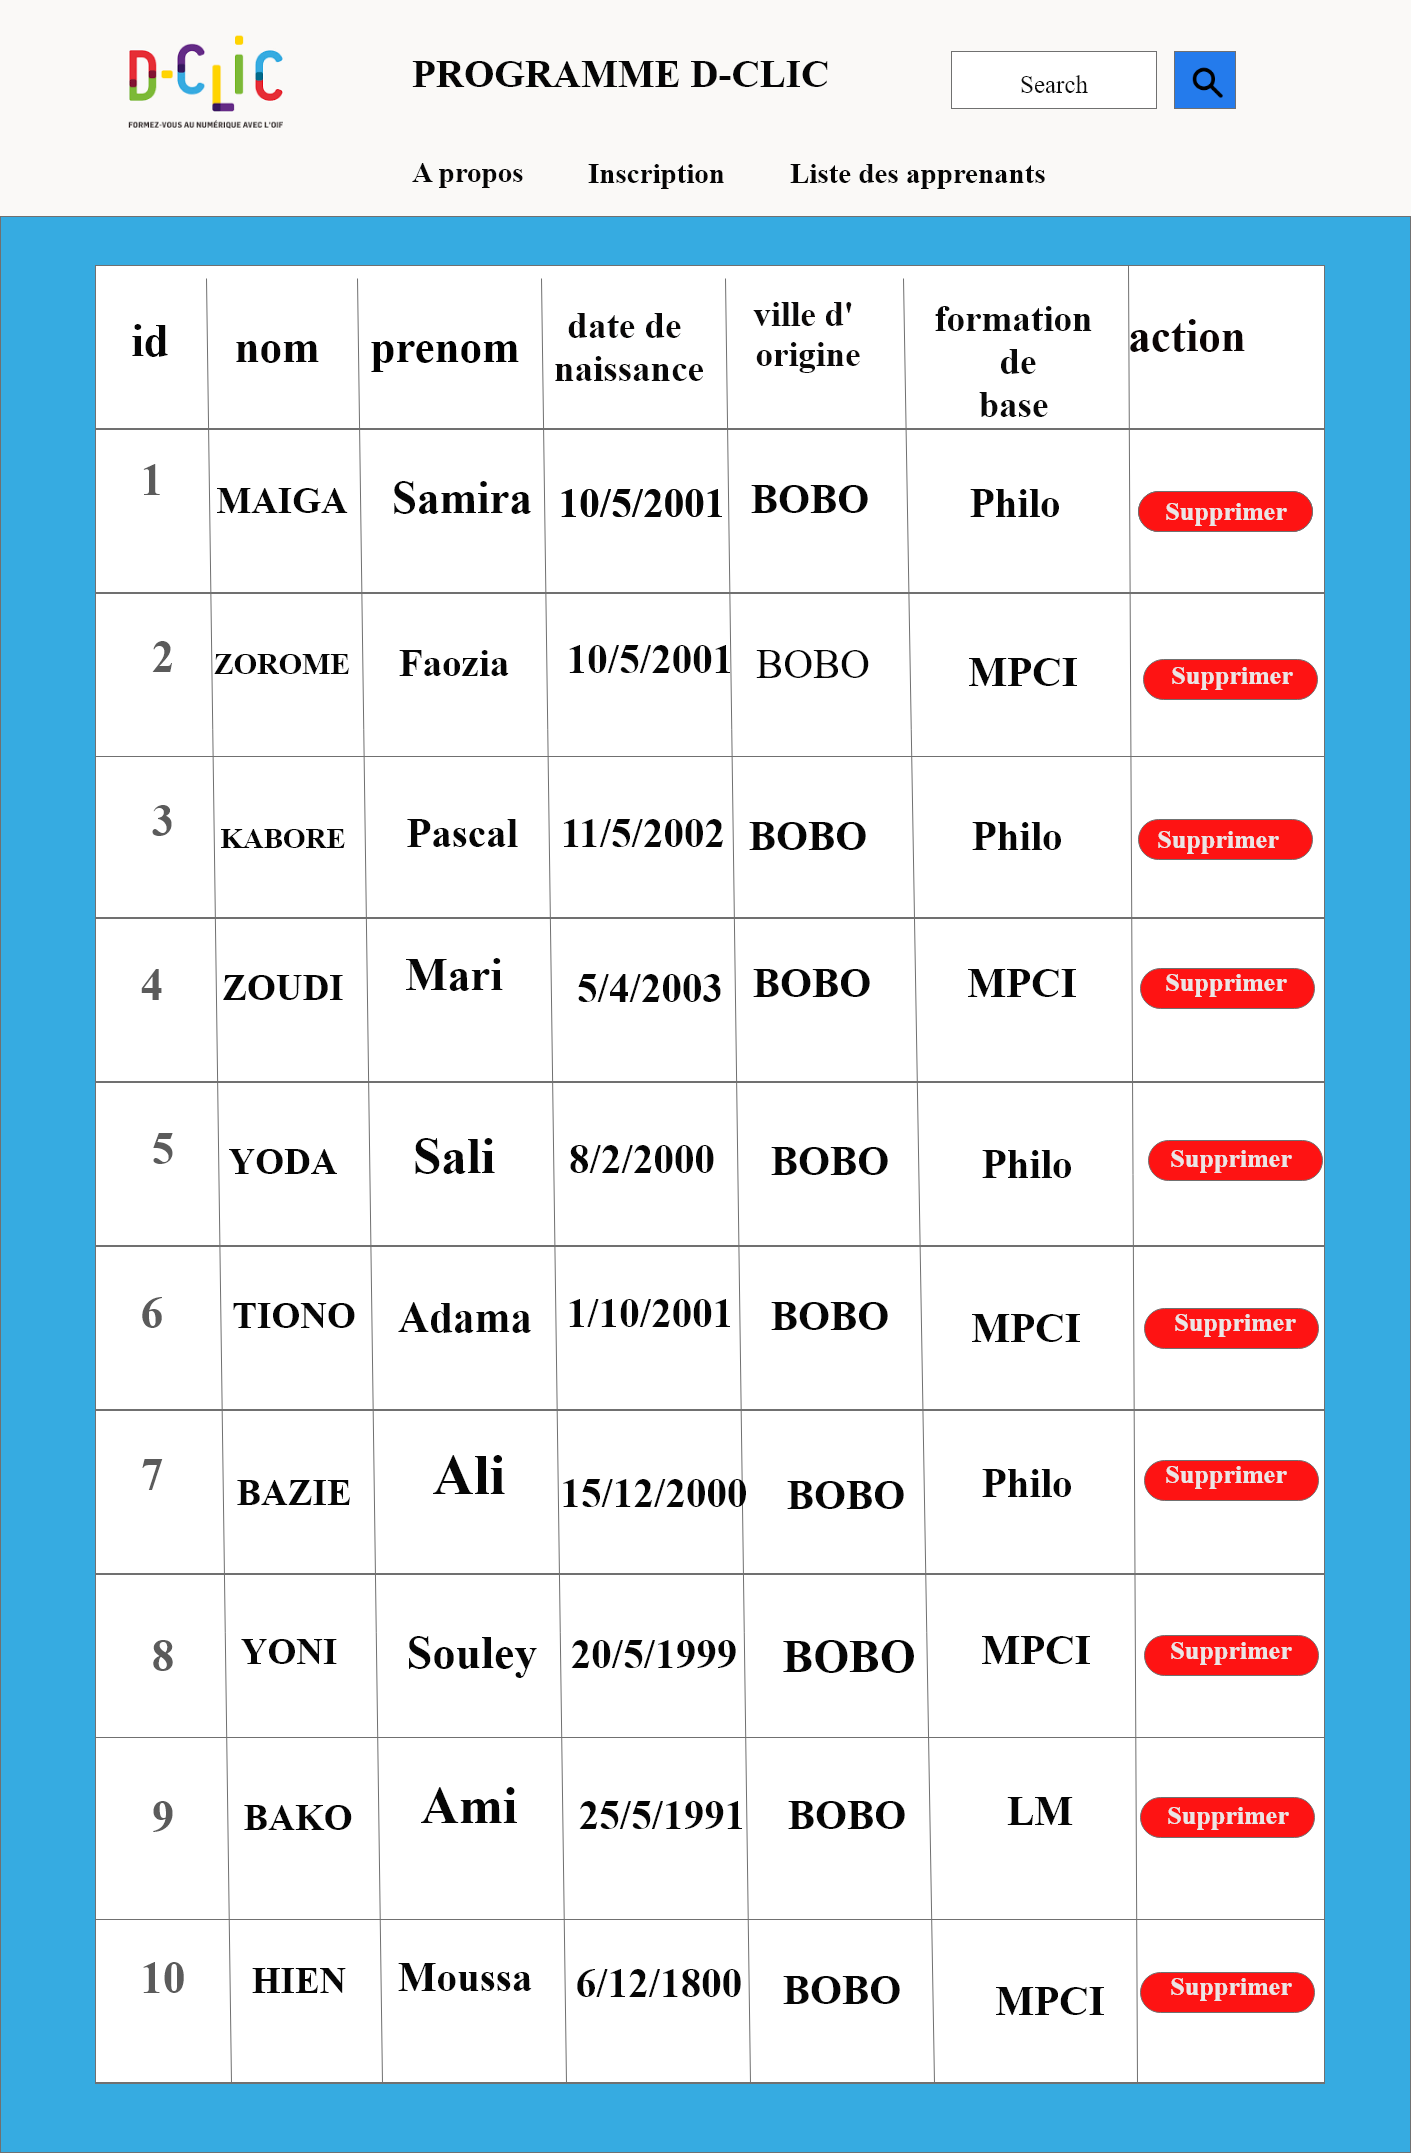 D-CLIC
FORMEZ-VOUS AU NUMÉRIQUE AVEC L'OIF
PROGRAMME D-CLIC
Search
A propos Inscription Liste des apprenants
id nom prenom date de naissance ville d' origine formation de base action
1 MAIGA Samira 10/5/2001 BOBO Philo Supprimer
2 ZOROME Faozia 10/5/2001 BOBO MPCI Supprimer
3 KABORE Pascal 11/5/2002 BOBO Philo Supprimer
4 ZOUDI Mari 5/4/2003 BOBO MPCI Supprimer
5 YODA Sali 8/2/2000 BOBO Philo Supprimer
6 TIONO Adama 1/10/2001 BOBO MPCI Supprimer
7 BAZIE Ali 15/12/2000 BOBO Philo Supprimer
8 YONI Souley 20/5/1999 BOBO MPCI Supprimer
9 BAKO Ami 25/5/1991 BOBO LM Supprimer
10 HIEN Moussa 6/12/1800 BOBO MPCI Supprimer